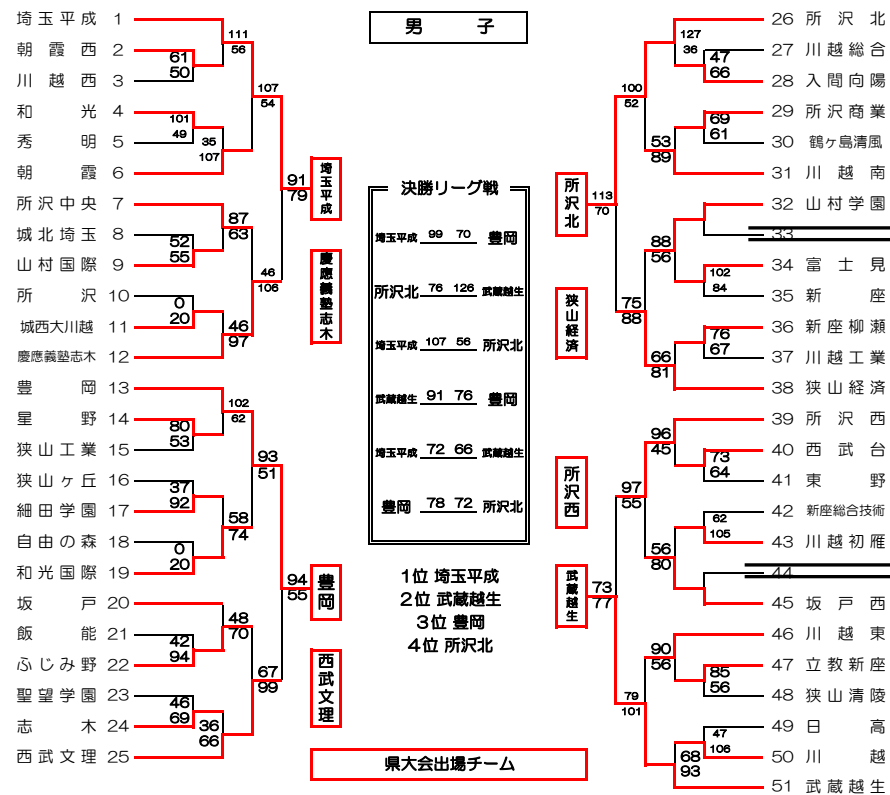 男　子
埼玉平成 1
朝霞西 2
川越西 3
和光 4
秀明 5
朝霞 6
所沢中央 7
城北埼玉 8
山村国際 9
所沢 10
城西大川越 11
慶應義塾志木 12
豊岡 13
星野 14
狭山工業 15
狭山ヶ丘 16
細田学園 17
自由の森 18
和光国際 19
坂戸 20
飯能 21
ふじみ野 22
聖望学園 23
志木 24
西武文理 25
111
56
61
50
107
54
101
49
35
107
91
79
87
63
52
55
46
106
0
20
46
97
102
62
80
53
93
51
37
92
58
74
0
20
94
55
48
70
42
94
67
99
46
69
36
66
埼玉平成
慶應義塾志木
豊岡
西武文理
決勝リーグ戦
埼玉平成 99 70 豊岡
所沢北 76 126 武蔵越生
埼玉平成 107 56 所沢北
武蔵越生 91 76 豊岡
埼玉平成 72 66 武蔵越生
豊岡 78 72 所沢北
1位 埼玉平成
2位 武蔵越生
3位 豊岡
4位 所沢北
県大会出場チーム
所沢北
狭山経済
所沢西
武蔵越生
127
36
47
66
100
52
69
61
53
89
113
70
88
56
102
84
75
88
76
67
66
81
96
45
73
64
97
55
62
105
56
80
73
77
90
56
85
56
79
101
47
106
68
93
26 所沢北
27 川越総合
28 入間向陽
29 所沢商業
30 鶴ヶ島清風
31 川越南
32 山村学園
33
34 富士見
35 新座
36 新座柳瀬
37 川越工業
38 狭山経済
39 所沢西
40 西武台
41 東野
42 新座総合技術
43 川越初雁
44
45 坂戸西
46 川越東
47 立教新座
48 狭山清陵
49 日高
50 川越
51 武蔵越生